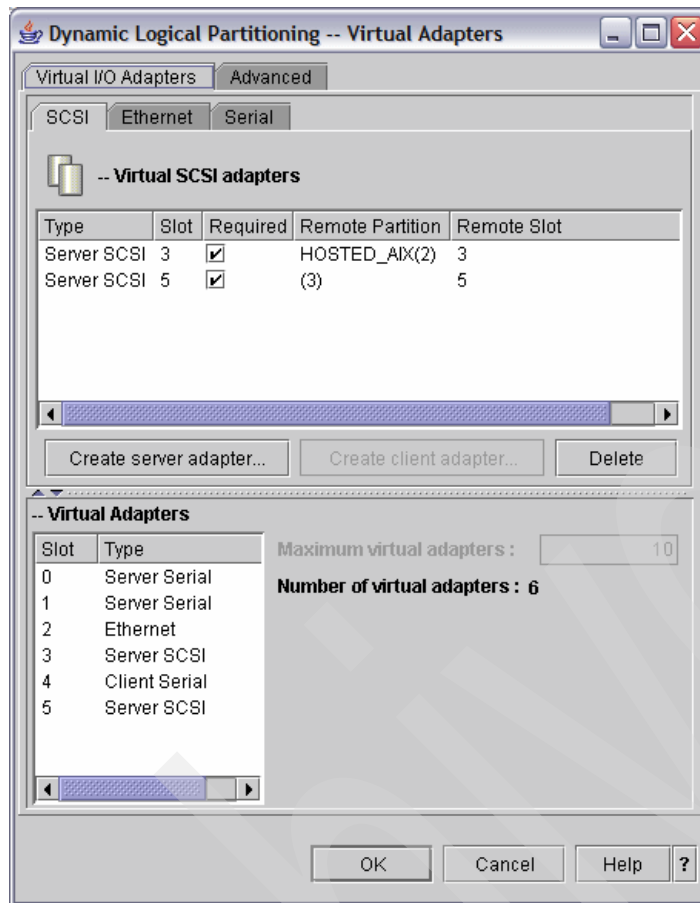 Dynamic Logical Partitioning -- Virtual Adapters
Virtual I/O Adapters Advanced
SCSI Ethernet Serial
-- Virtual SCSI adapters
Type Slot Required Remote Partition Remote Slot
Server SCSI 3 HOSTED_AIX(2) 3
Server SCSI 5 (3) 5
Create server adapter... Create client adapter... Delete
-- Virtual Adapters
Slot Type
Maximum virtual adapters : 10
0 Server Serial
Number of virtual adapters : 6
1 Server Serial
2 Ethernet
3 Server SCSI
4 Client Serial
5 Server SCSI
OK Cancel Help ?